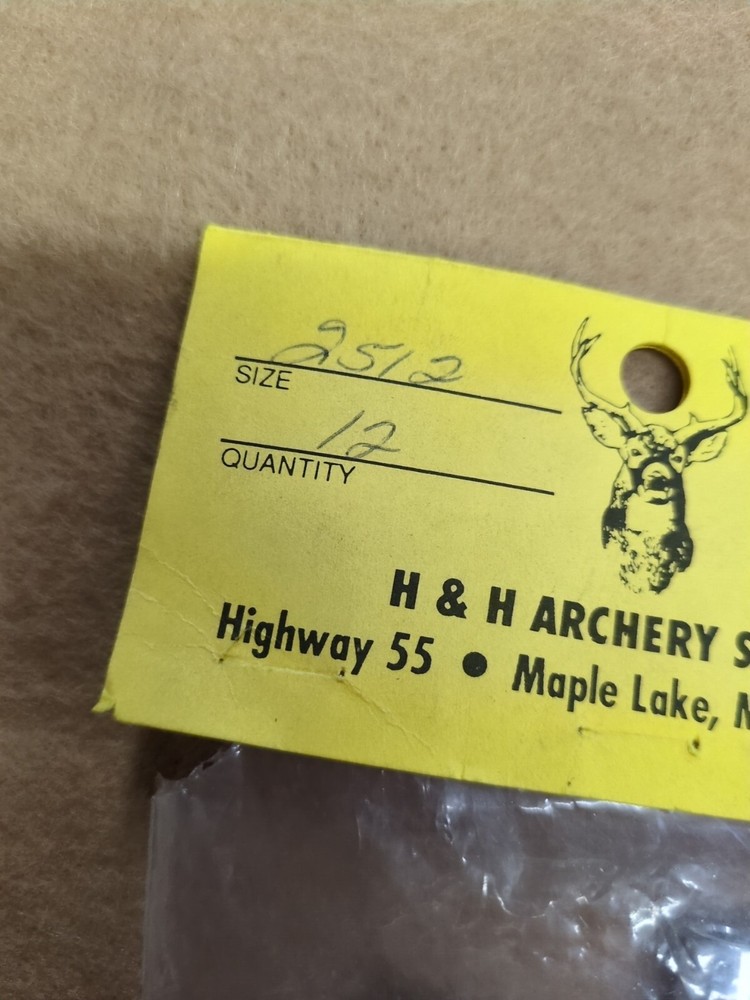 2512
SIZE
12
QUANTITY
H & H ARCHERY S
Highway 55 ● Maple Lake, M